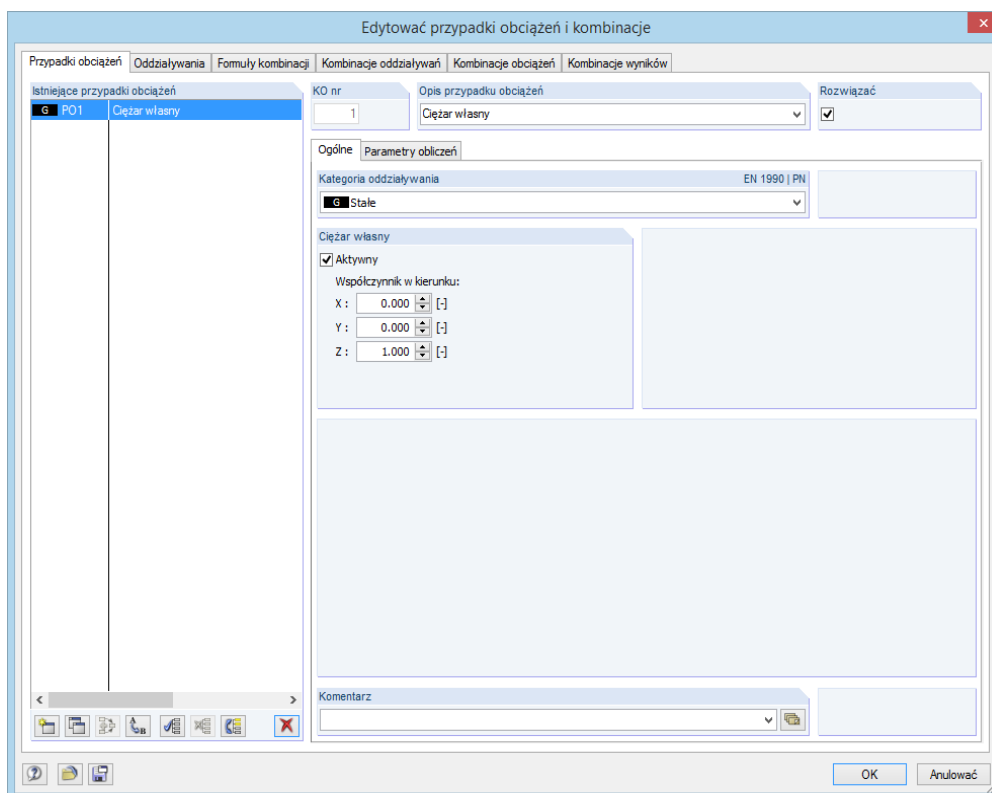 Edytować przypadki obciążeń i kombinacje
Przypadki obciążeń Oddziaływania Formuły kombinacji Kombinacje oddziaływań Kombinacje obciążeń Kombinacje wyników
Istniejące przypadki obciążeń
G PO1 Ciężar własny
KO nr
1
Opis przypadku obciążeń
Ciężar własny
Rozwiązać
Ogólne Parametry obliczeń
Kategoria oddziaływania EN 1990 | PN
G Stałe
Ciężar własny
Aktywny
Współczynnik w kierunku:
X : 0.000 [-]
Y : 0.000 [-]
Z : 1.000 [-]
Komentarz
OK Anulować